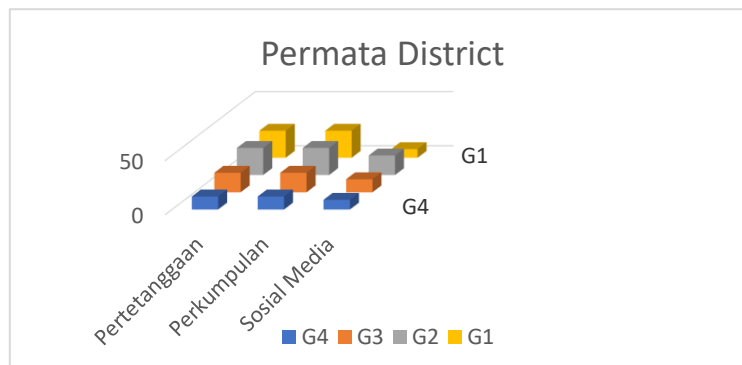 Permata District
50
0
G1
G4
Pertetanggaan
Perkumpulan
Sosial Media
G4 G3 G2 G1